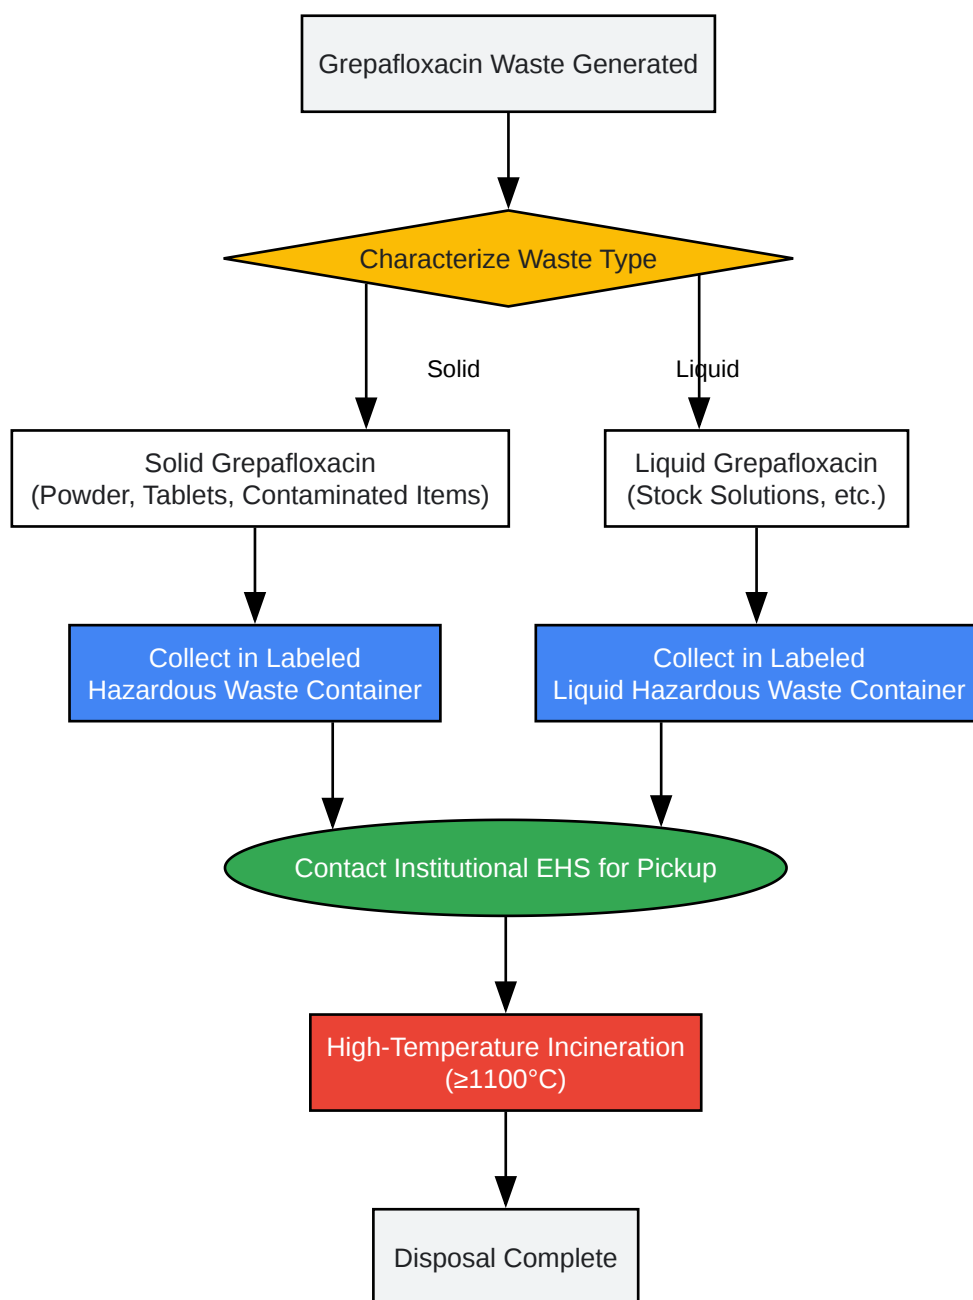 Grepafloxacin Waste Generated
Characterize Waste Type
Solid
Liquid
Solid Grepafloxacin
(Powder, Tablets, Contaminated Items)
Liquid Grepafloxacin
(Stock Solutions, etc.)
Collect in Labeled
Hazardous Waste Container
Collect in Labeled
Liquid Hazardous Waste Container
Contact Institutional EHS for Pickup
High-Temperature Incineration
(≥1100°C)
Disposal Complete